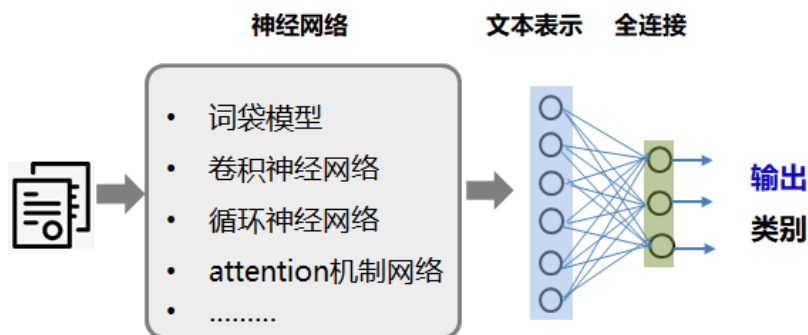 神经网络
文本表示
全连接
• 词袋模型
• 卷积神经网络
• 循环神经网络
• attention机制网络
• .........
输出
类别